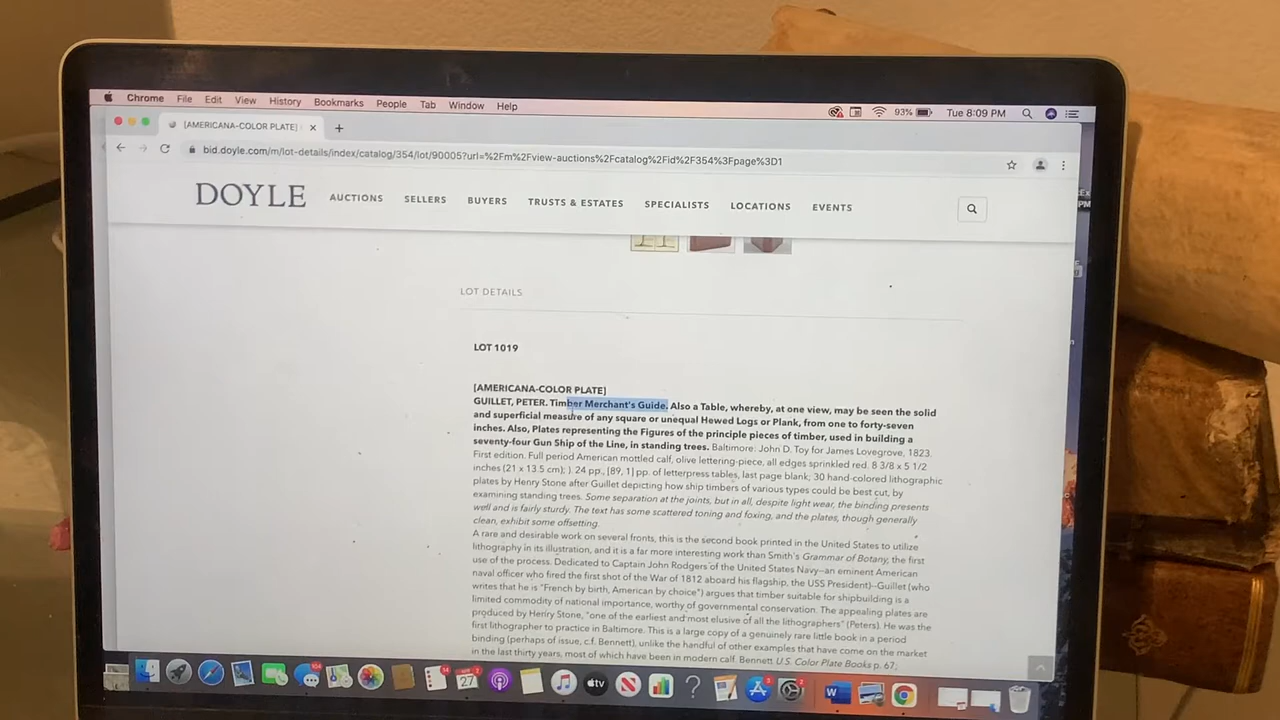 Chrome File Edit View History Bookmarks People Tab Window Help 93% Tue 8:09 PM
[AMERICANA-COLOR PLATE]
bid.doyle.com/m/lot-details/index/catalog/354/lot/90005?url=%2Fm%2Fview-auctions%2Fcatalog%2Fid%2F354%3Fpage%3D1
DOYLE AUCTIONS SELLERS BUYERS TRUSTS & ESTATES SPECIALISTS LOCATIONS EVENTS
LOT DETAILS
LOT 1019
[AMERICANA-COLOR PLATE]
GUILLET, PETER. Timber Merchant's Guide. Also a Table, whereby, at one view, may be seen the solid
and superficial measure of any square or unequal Hewed Logs or Plank, from one to forty-seven
inches. Also, Plates representing the Figures of the principle pieces of timber, used in building a
seventy-four Gun Ship of the Line, in standing trees. Baltimore: John D. Toy for James Lovegrove, 1823.
First edition. Full period American mottled calf, olive lettering-piece, all edges sprinkled red. 8 3/8 x 5 1/2
inches (21 x 13.5 cm); ). 24 pp., [89, 1] pp. of letterpress tables, last page blank; 30 hand-colored lithographic
plates by Henry Stone after Guillet depicting how ship timbers of various types could be best cut, by
examining standing trees. Some separation at the joints, but in all, despite light wear, the binding presents
well and is fairly sturdy. The text has some scattered toning and foxing, and the plates, though generally
clean, exhibit some offsetting.
A rare and desirable work on several fronts, this is the second book printed in the United States to utilize
lithography in its illustration, and it is a far more interesting work than Smith's Grammar of Botany, the first
use of the process. Dedicated to Captain John Rodgers of the United States Navy--an eminent American
naval officer who fired the first shot of the War of 1812 aboard his flagship, the USS President)--Guillet (who
writes that he is "French by birth, American by choice") argues that timber suitable for shipbuilding is a
limited commodity of national importance, worthy of governmental conservation. The appealing plates are
produced by Henry Stone, "one of the earliest and most elusive of all the lithographers" (Peters). He was the
first lithographer to practice in Baltimore. This is a large copy of a genuinely rare little book in a period
binding (perhaps of issue, c.f. Bennett), unlike the handful of other examples that have come on the market
in the last thirty years, most of which have been in modern calf. Bennett U.S. Color Plate Books p. 67;